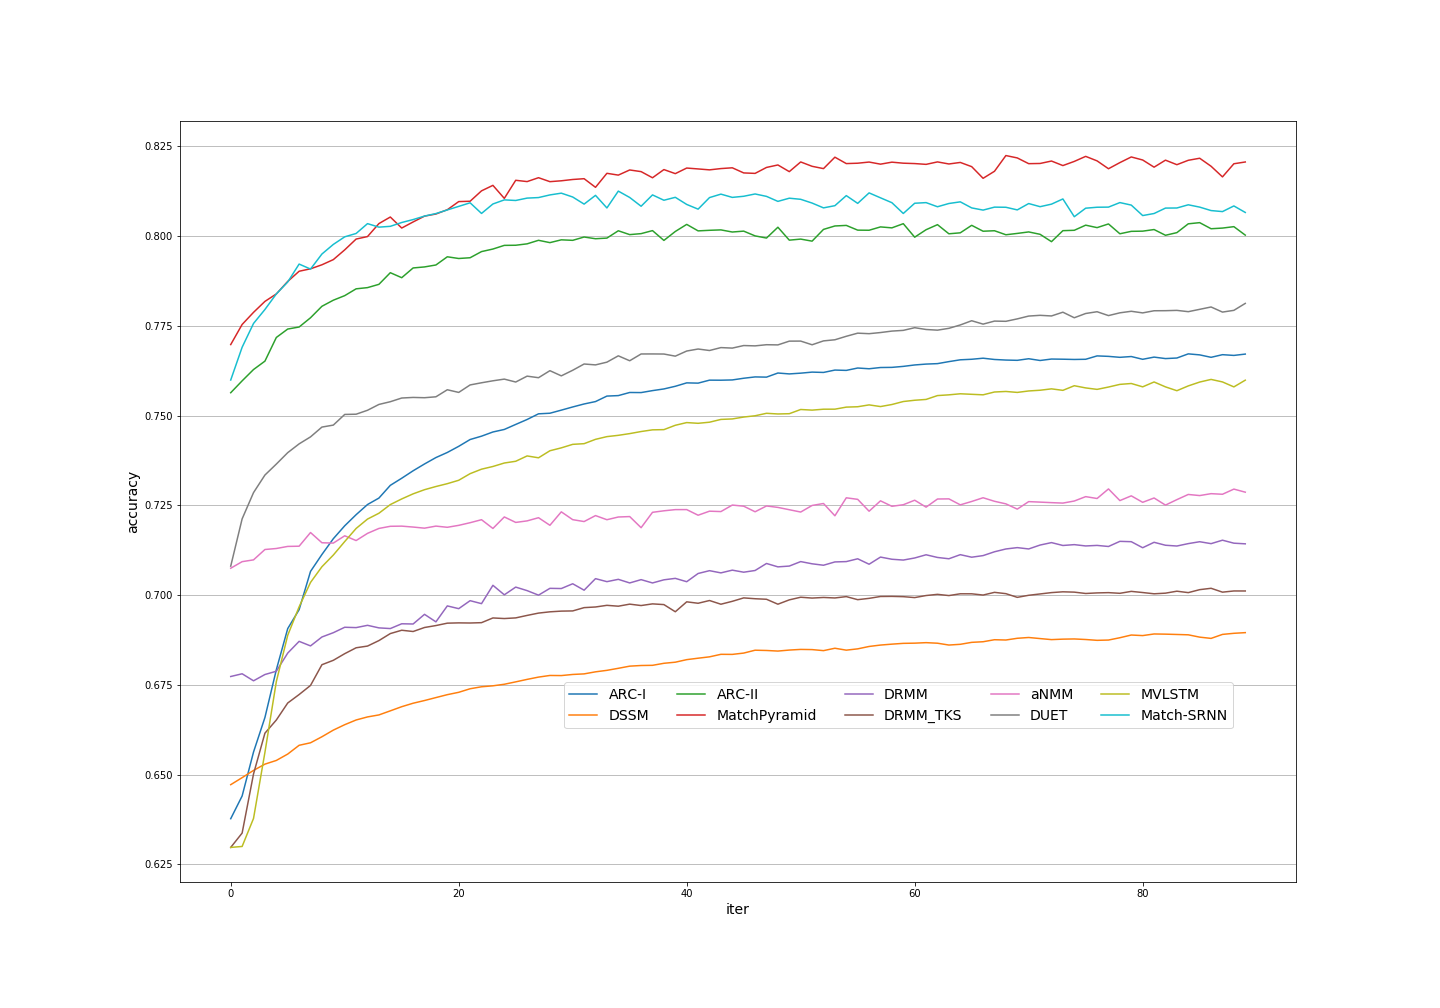 0.825
0.800
0.775
0.750
0.725
0.700
0.675
0.650
0.625
accuracy
ARC-I ARC-II DRMM aNMM MVLSTM
DSSM MatchPyramid DRMM_TKS DUET Match-SRNN
0 20 40 60 80
iter